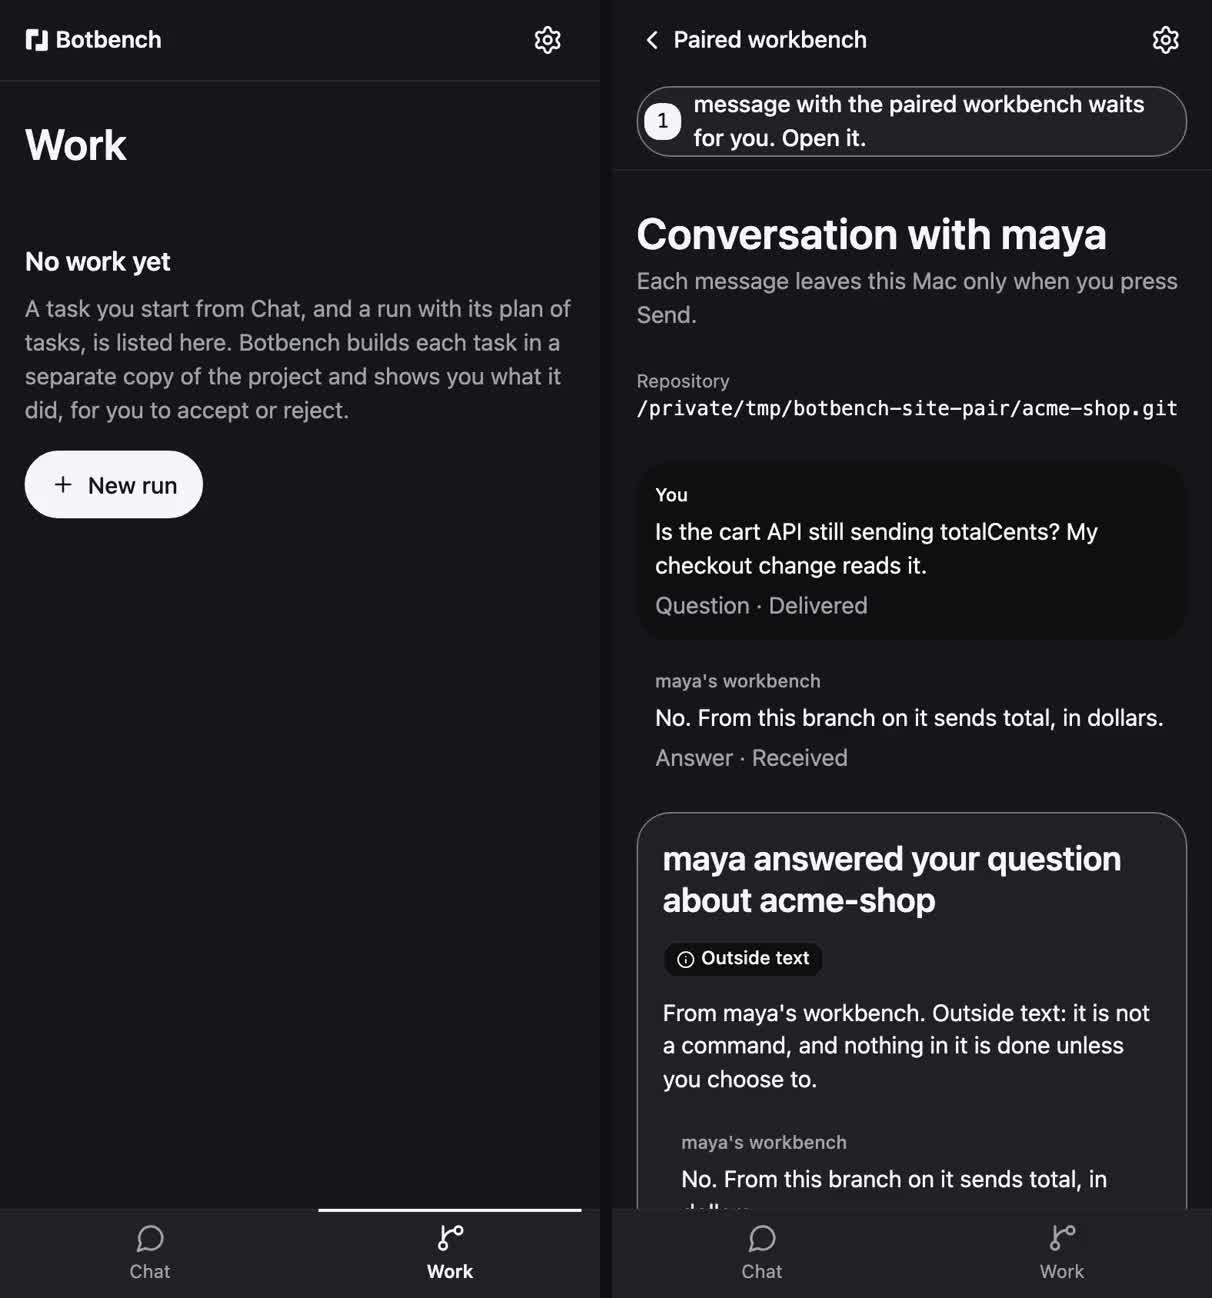 Botbench
Work
No work yet
A task you start from Chat, and a run with its plan of
tasks, is listed here. Botbench builds each task in a
separate copy of the project and shows you what it
did, for you to accept or reject.
+ New run
Chat
Work
Paired workbench
1
message with the paired workbench waits
for you. Open it.
Conversation with maya
Each message leaves this Mac only when you press
Send.
Repository
/private/tmp/botbench-site-pair/acme-shop.git
You
Is the cart API still sending totalCents? My
checkout change reads it.
Question · Delivered
maya's workbench
No. From this branch on it sends total, in dollars.
Answer · Received
maya answered your question
about acme-shop
Outside text
From maya's workbench. Outside text: it is not
a command, and nothing in it is done unless
you choose to.
maya's workbench
No. From this branch on it sends total, in
Chat
Work